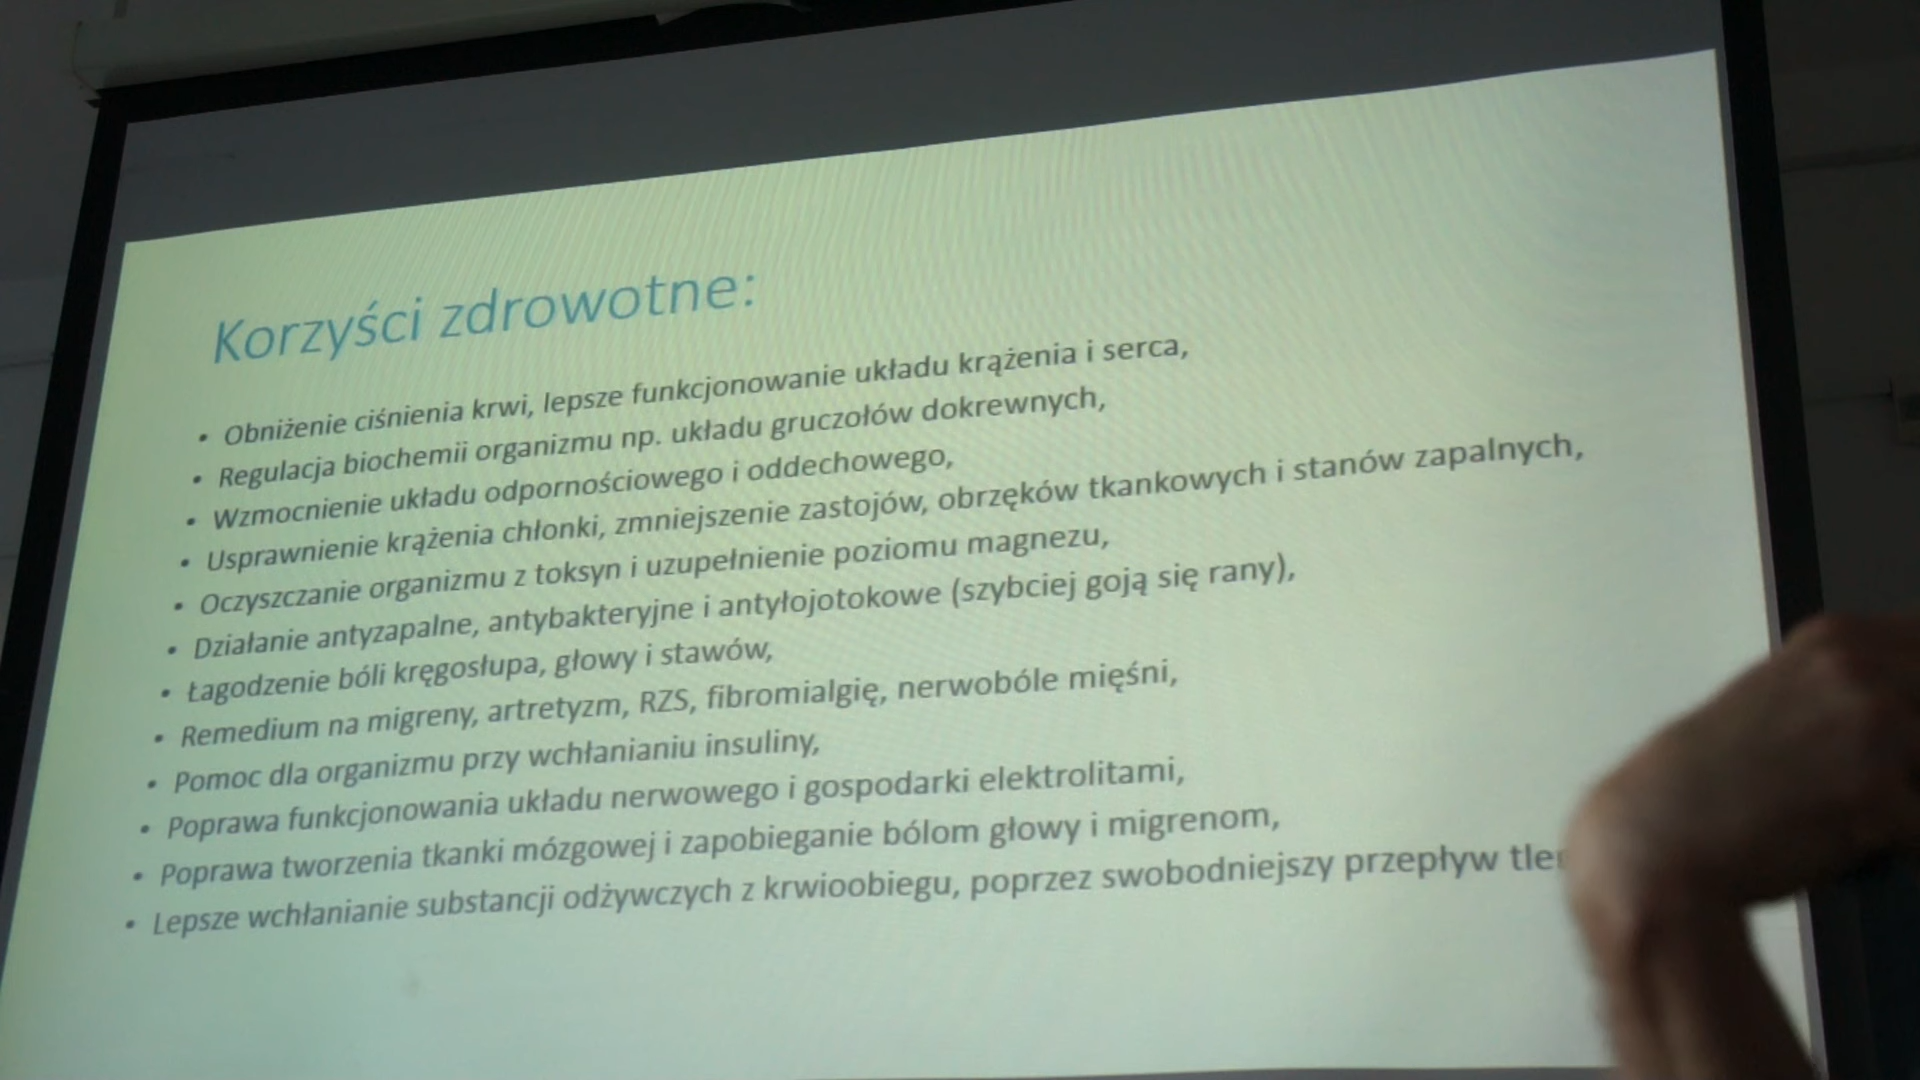 Korzyści zdrowotne:
• Obniżenie ciśnienia krwi, lepsze funkcjonowanie układu krążenia i serca,
• Regulacja biochemii organizmu np. układu gruczołów dokrewnych,
• Wzmocnienie układu odpornościowego i oddechowego,
• Usprawnienie krążenia chłonki, zmniejszenie zastojów, obrzęków tkankowych i stanów zapalnych,
• Oczyszczanie organizmu z toksyn i uzupełnienie poziomu magnezu,
• Działanie antyzapalne, antybakteryjne i antyłojotokowe (szybciej goją się rany),
• Łagodzenie bóli kręgosłupa, głowy i stawów,
• Remedium na migreny, artretyzm, RZS, fibromialgię, nerwobóle mięśni,
• Pomoc dla organizmu przy wchłanianiu insuliny,
• Poprawa funkcjonowania układu nerwowego i gospodarki elektrolitami,
• Poprawa tworzenia tkanki mózgowej i zapobieganie bólom głowy i migrenom,
• Lepsze wchłanianie substancji odżywczych z krwioobiegu, poprzez swobodniejszy przepływ